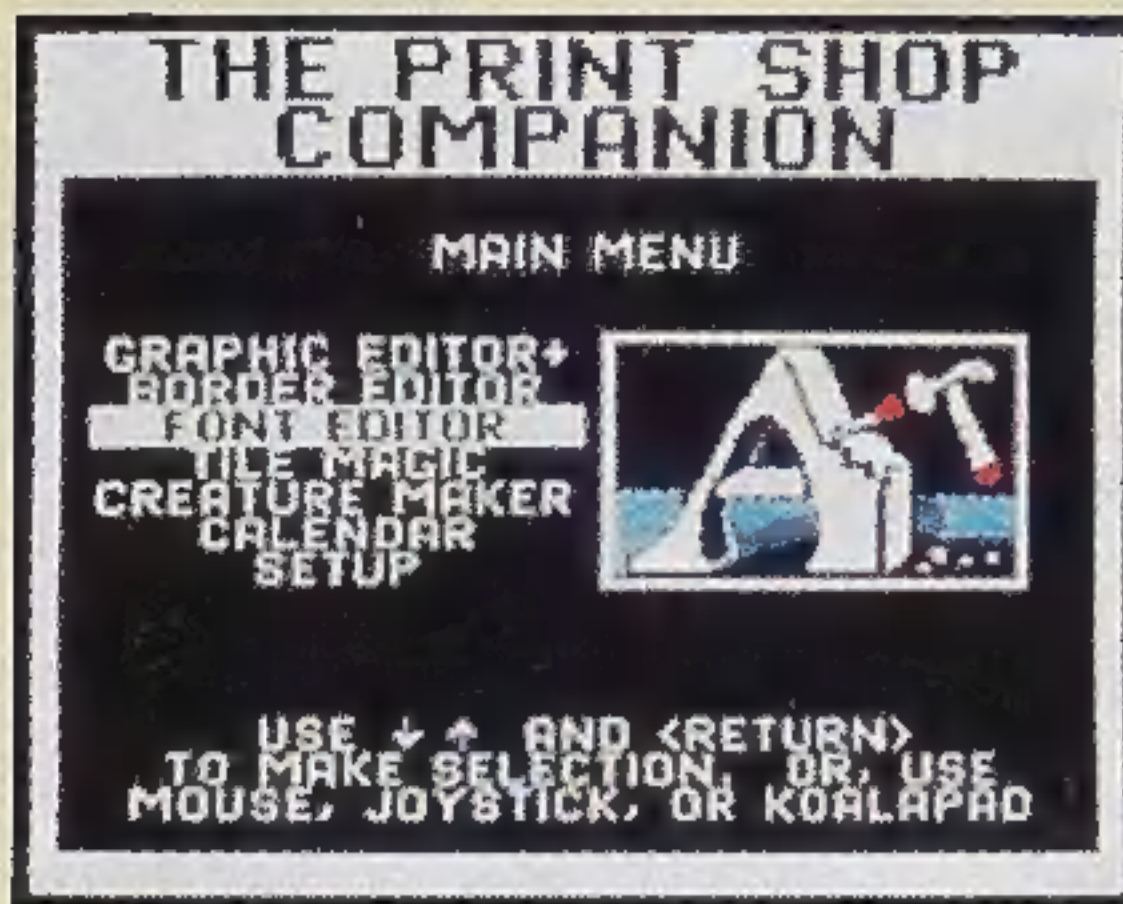 THE PRINT SHOP
COMPANION
MAIN MENU
GRAPHIC EDITOR+
BORDER EDITOR
FONT EDITOR
TILE MAGIC
CREATURE MAKER
CALENDAR
SETUP
USE ↓ ↑ AND <RETURN>
TO MAKE SELECTION, OR, USE
MOUSE, JOYSTICK, OR KOALAPAD